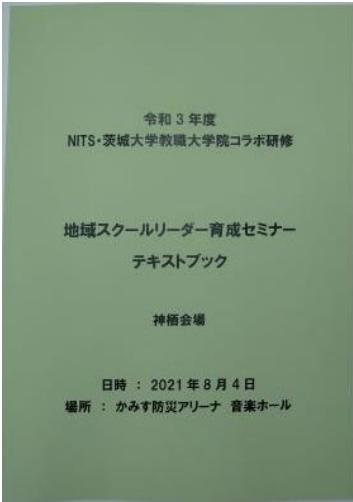 令和3年度
NITS・茨城大学教職大学院コラボ研修
地域スクールリーダー育成セミナー
テキストブック
神栖会場
日時 : 2021年8月4日
場所 : かみす防災アリーナ 音楽ホール